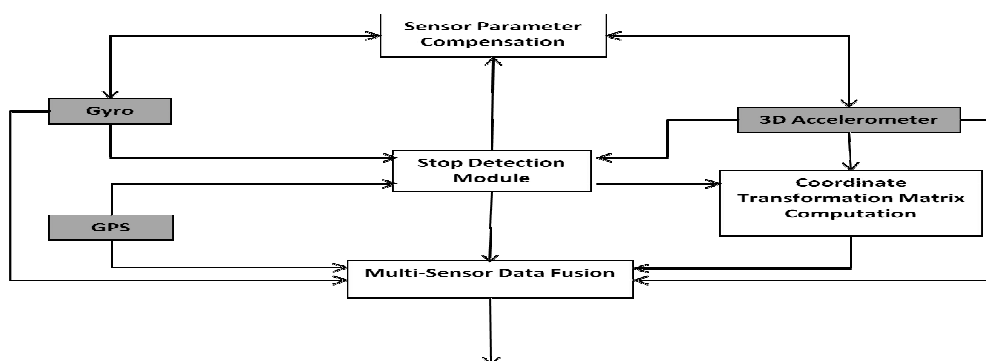 Sensor Parameter
Compensation
Gyro
3D Accelerometer
Stop Detection
Module
Coordinate
Transformation Matrix
Computation
GPS
Multi-Sensor Data Fusion